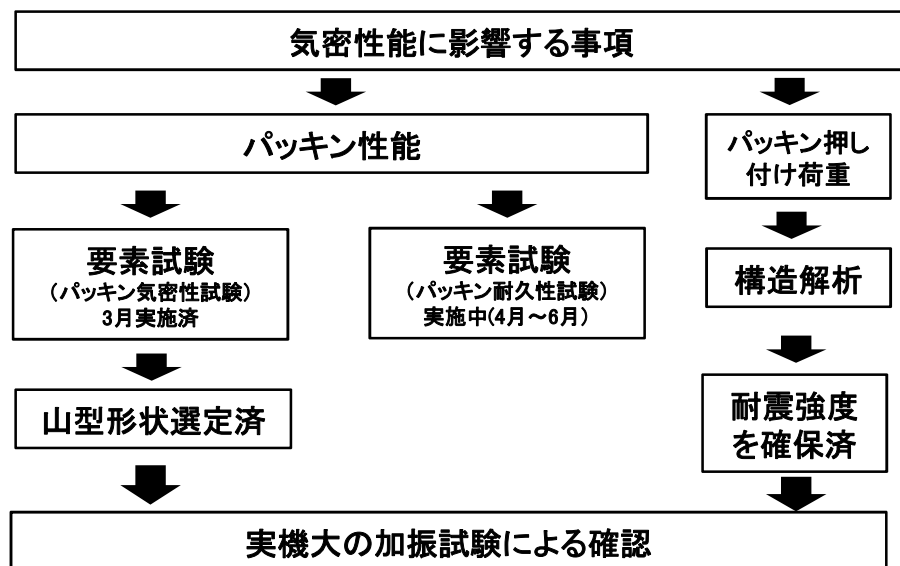 気密性能に影響する事項
パッキン性能
パッキン押し
付け荷重
要素試験
（パッキン気密性試験）
3月実施済
要素試験
（パッキン耐久性試験）
実施中(4月～6月)
構造解析
山型形状選定済
耐震強度
を確保済
実機大の加振試験による確認